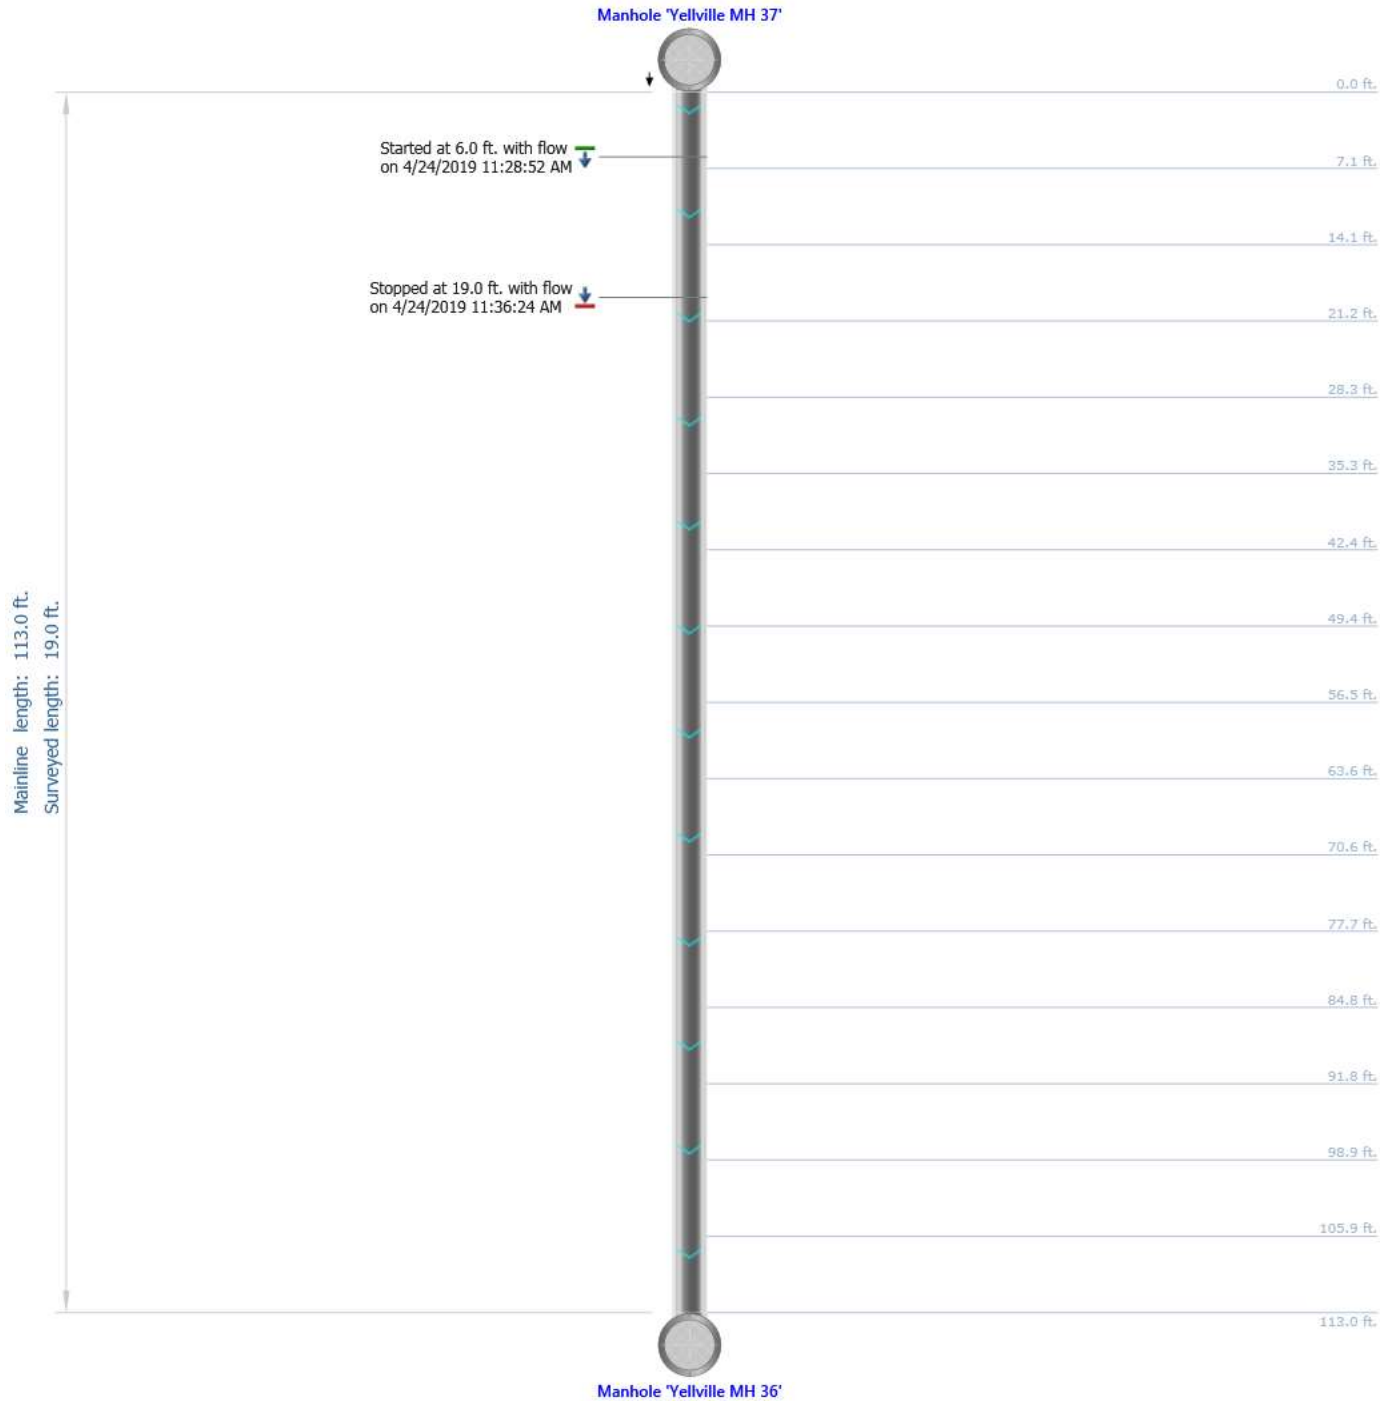 Manhole 'Yellville MH 37'
0.0 ft.
Started at 6.0 ft. with flow
on 4/24/2019 11:28:52 AM
7.1 ft.
14.1 ft.
Stopped at 19.0 ft. with flow
on 4/24/2019 11:36:24 AM
21.2 ft.
28.3 ft.
35.3 ft.
42.4 ft.
49.4 ft.
56.5 ft.
63.6 ft.
70.6 ft.
77.7 ft.
84.8 ft.
91.8 ft.
98.9 ft.
105.9 ft.
113.0 ft.
Mainline length: 113.0 ft.
Surveyed length: 19.0 ft.
Manhole 'Yellville MH 36'